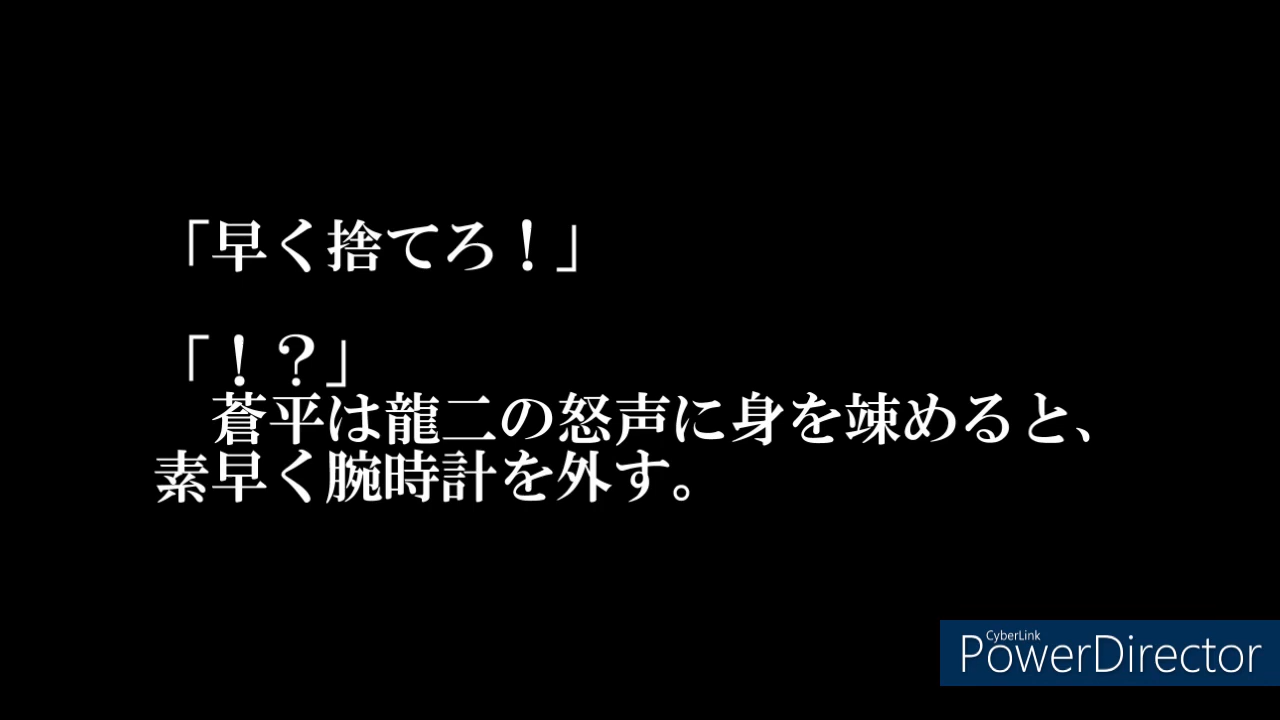 「早く捨てろ！」
「！？」
　蒼平は龍二の怒声に身を竦めると、
素早く腕時計を外す。
CyberLink
PowerDirector